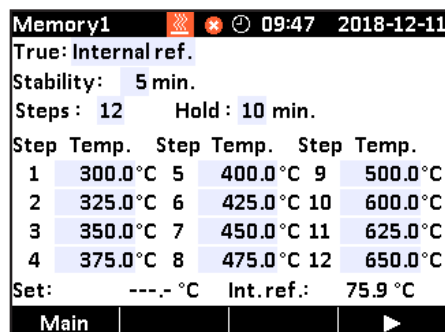 Memory1 09:47 2018-12-11
True: Internal ref.
Stability: 5 min.
Steps: 12 Hold: 10 min.
Step Temp. Step Temp. Step Temp.
1 300.0°C 5 400.0°C 9 500.0°C
2 325.0°C 6 425.0°C 10 600.0°C
3 350.0°C 7 450.0°C 11 625.0°C
4 375.0°C 8 475.0°C 12 650.0°C
Set: ---.- °C Int.ref.: 75.9 °C
Main